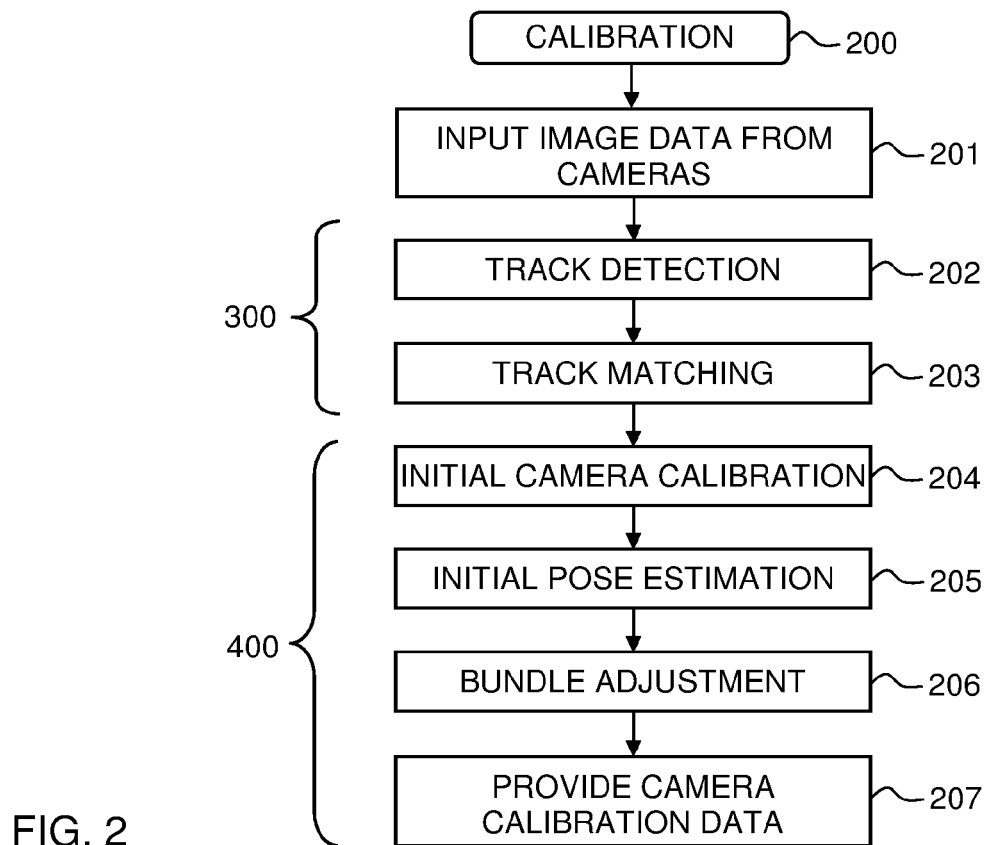 CALIBRATION
200
INPUT IMAGE DATA FROM
CAMERAS
201
TRACK DETECTION
202
300
TRACK MATCHING
203
INITIAL CAMERA CALIBRATION
204
INITIAL POSE ESTIMATION
205
400
BUNDLE ADJUSTMENT
206
PROVIDE CAMERA
CALIBRATION DATA
207
FIG. 2